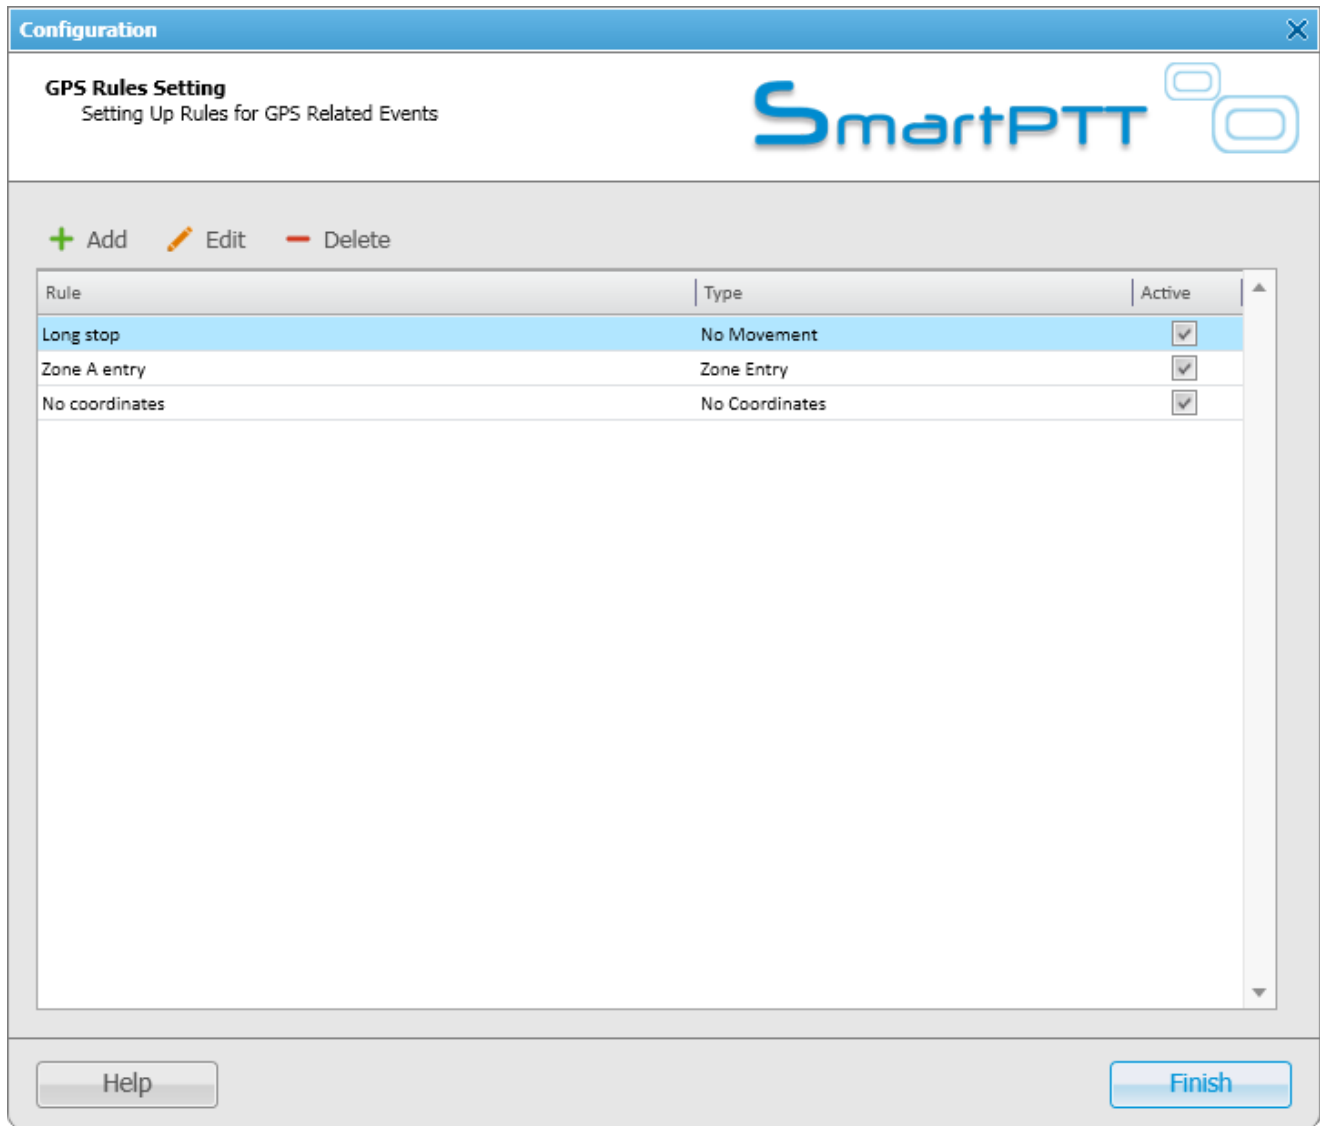 Configuration
GPS Rules Setting
Setting Up Rules for GPS Related Events
SmartPTT
Add Edit Delete
Rule Type Active
Long stop No Movement
Zone A entry Zone Entry
No coordinates No Coordinates
Help Finish